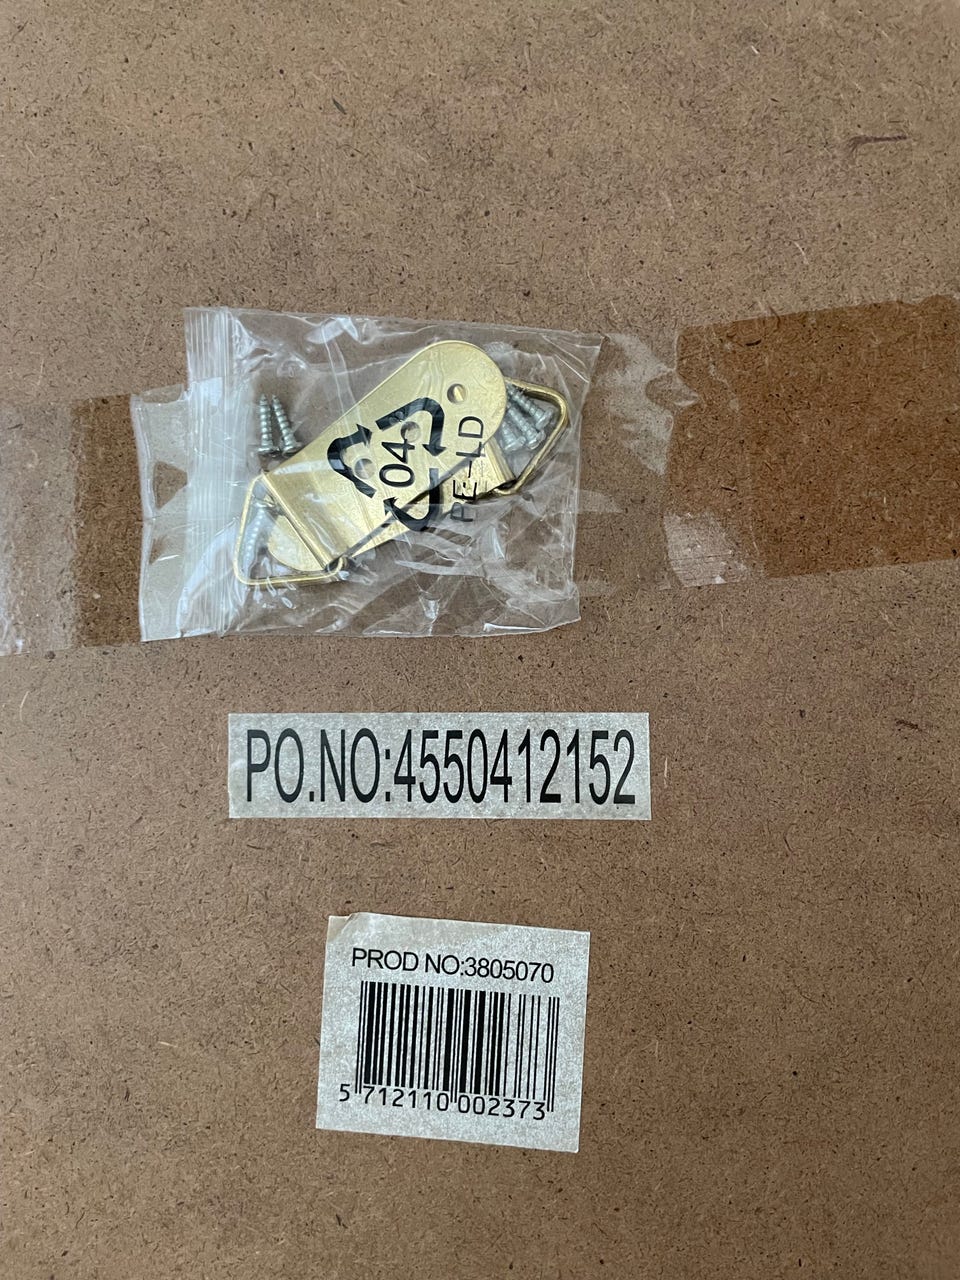 04
PE-LD
PO.NO:4550412152
PROD NO:3805070
5 712110 002373